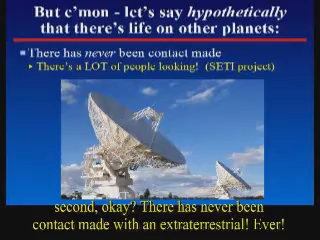 But c'mon - let's say hypothetically
that there's life on other planets:
There has never been contact made
There's a LOT of people looking! (SETI project)
second, okay? There has never been
contact made with an extraterrestrial! Ever!